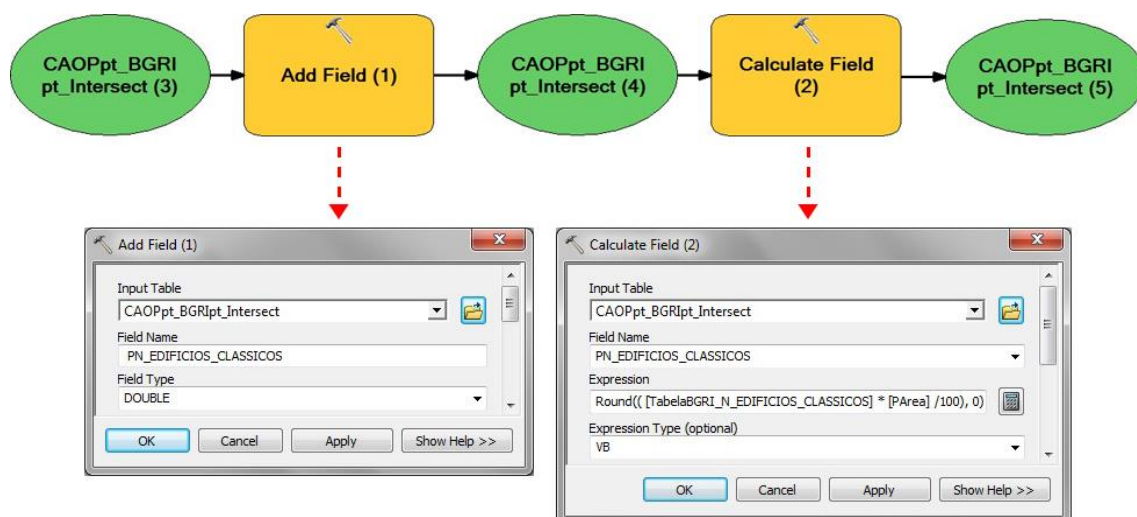 CAOPpt_BGRI
pt_Intersect (3)
Add Field (1)
CAOPpt_BGRI
pt_Intersect (4)
Calculate Field
(2)
CAOPpt_BGRI
pt_Intersect (5)
Add Field (1)
Input Table
CAOPpt_BGRIpt_Intersect
Field Name
PN_EDIFICIOS_CLASSICOS
Field Type
DOUBLE
OK Cancel Apply Show Help >>
Calculate Field (2)
Input Table
CAOPpt_BGRIpt_Intersect
Field Name
PN_EDIFICIOS_CLASSICOS
Expression
Round(( [TabelaBGRI_N_EDIFICIOS_CLASSICOS] * [PArea] /100), 0)
Expression Type (optional)
VB
OK Cancel Apply Show Help >>